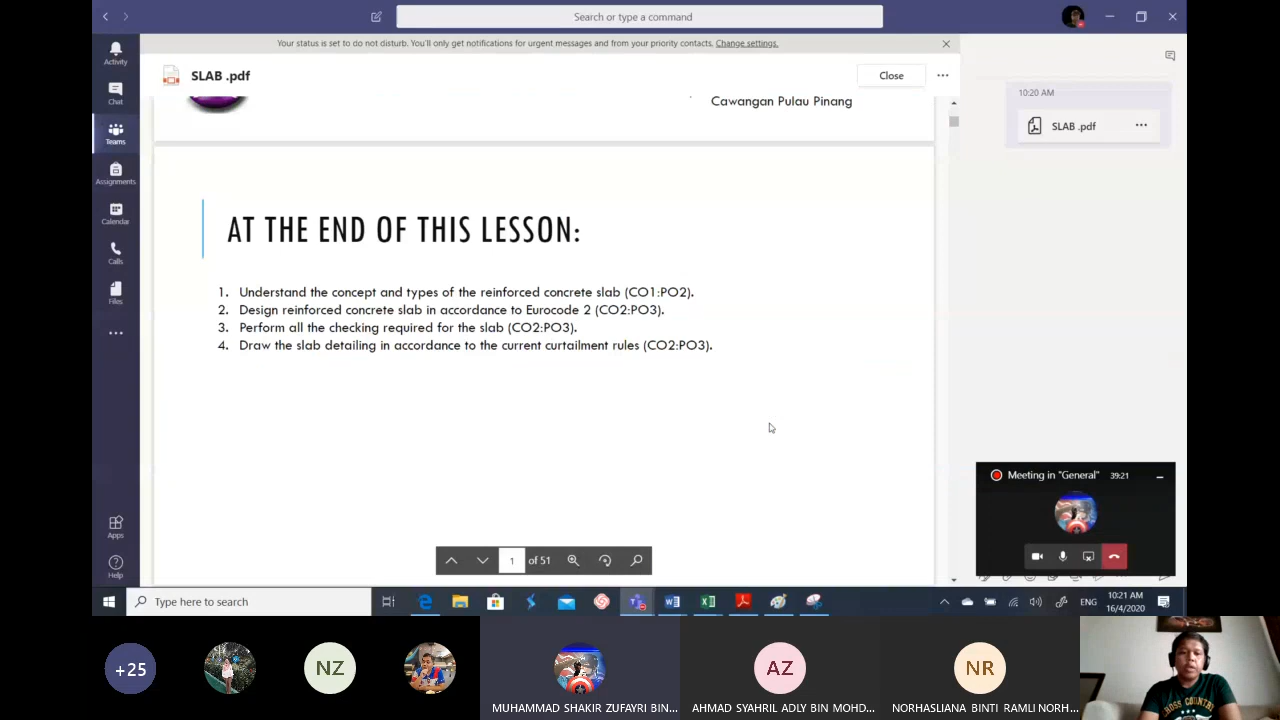 Search or type a command
Your status is set to do not disturb. You'll only get notifications for urgent messages and from your priority contacts. Change settings.
Activity
Chat
Teams
Assignments
Calendar
Calls
Files
Apps
Help
SLAB .pdf
Close
Cawangan Pulau Pinang
10:20 AM
SLAB .pdf
AT THE END OF THIS LESSON:
1. Understand the concept and types of the reinforced concrete slab (CO1:PO2).
2. Design reinforced concrete slab in accordance to Eurocode 2 (CO2:PO3).
3. Perform all the checking required for the slab (CO2:PO3).
4. Draw the slab detailing in accordance to the current curtailment rules (CO2:PO3).
Meeting in "General" 39:21
1 of 51
Type here to search
ENG
10:21 AM
16/4/2020
+25
NZ
AZ
NR
MUHAMMAD SHAKIR ZUFAYRI BIN...
AHMAD SYAHRIL ADLY BIN MOHD...
NORHASLIANA BINTI RAMLI NORH...
CROSS COUNTRY